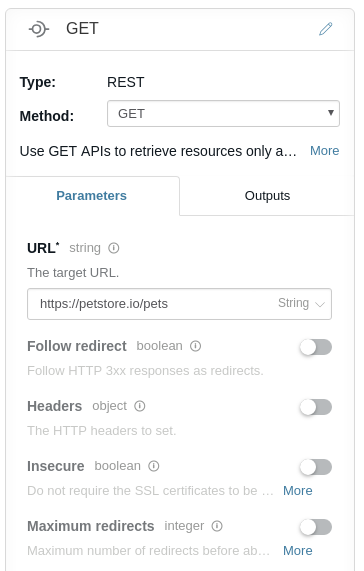 GET
Type: REST
Method: GET
Use GET APIs to retrieve resources only a... More
Parameters Outputs
URL* string
The target URL.
https://petstore.io/pets String
Follow redirect boolean
Follow HTTP 3xx responses as redirects.
Headers object
The HTTP headers to set.
Insecure boolean
Do not require the SSL certificates to be ... More
Maximum redirects integer
Maximum number of redirects before ab... More